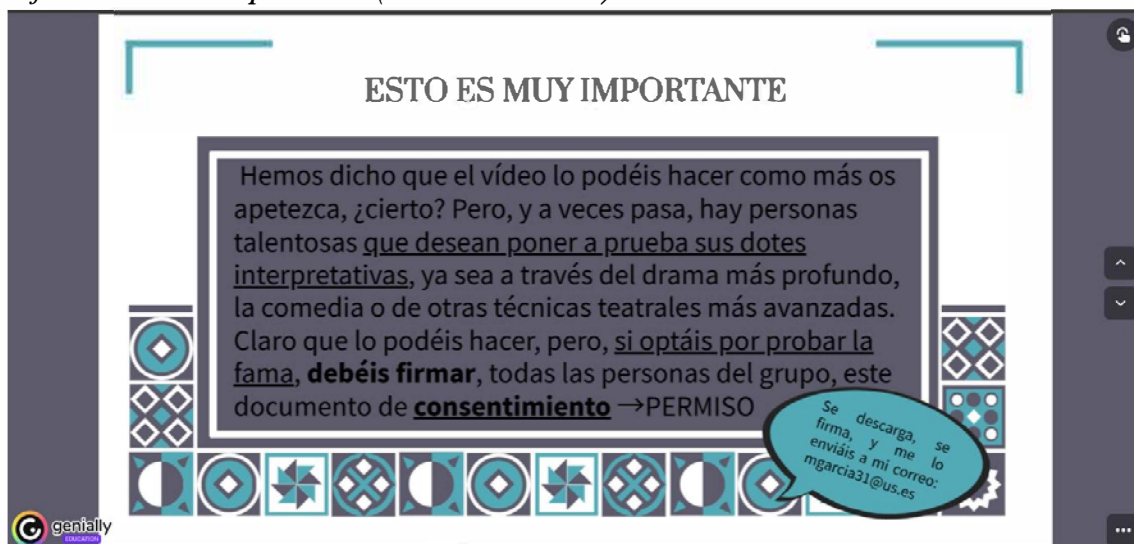 ESTO ES MUY IMPORTANTE
Hemos dicho que el vídeo lo podéis hacer como más os
apetezca, ¿cierto? Pero, y a veces pasa, hay personas
talentosas que desean poner a prueba sus dotes
interpretativas, ya sea a través del drama más profundo,
la comedia o de otras técnicas teatrales más avanzadas.
Claro que lo podéis hacer, pero, si optáis por probar la
fama, debéis firmar, todas las personas del grupo, este
documento de consentimiento →PERMISO
Se descarga, se
firma, y me lo
enviáis a mi correo:
mgarcia31@us.es
genially
EDUCATION